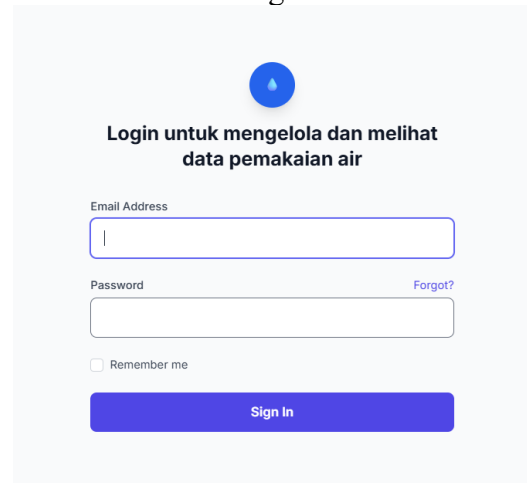 Login untuk mengelola dan melihat
data pemakaian air
Email Address
Password Forgot?
Remember me
Sign In